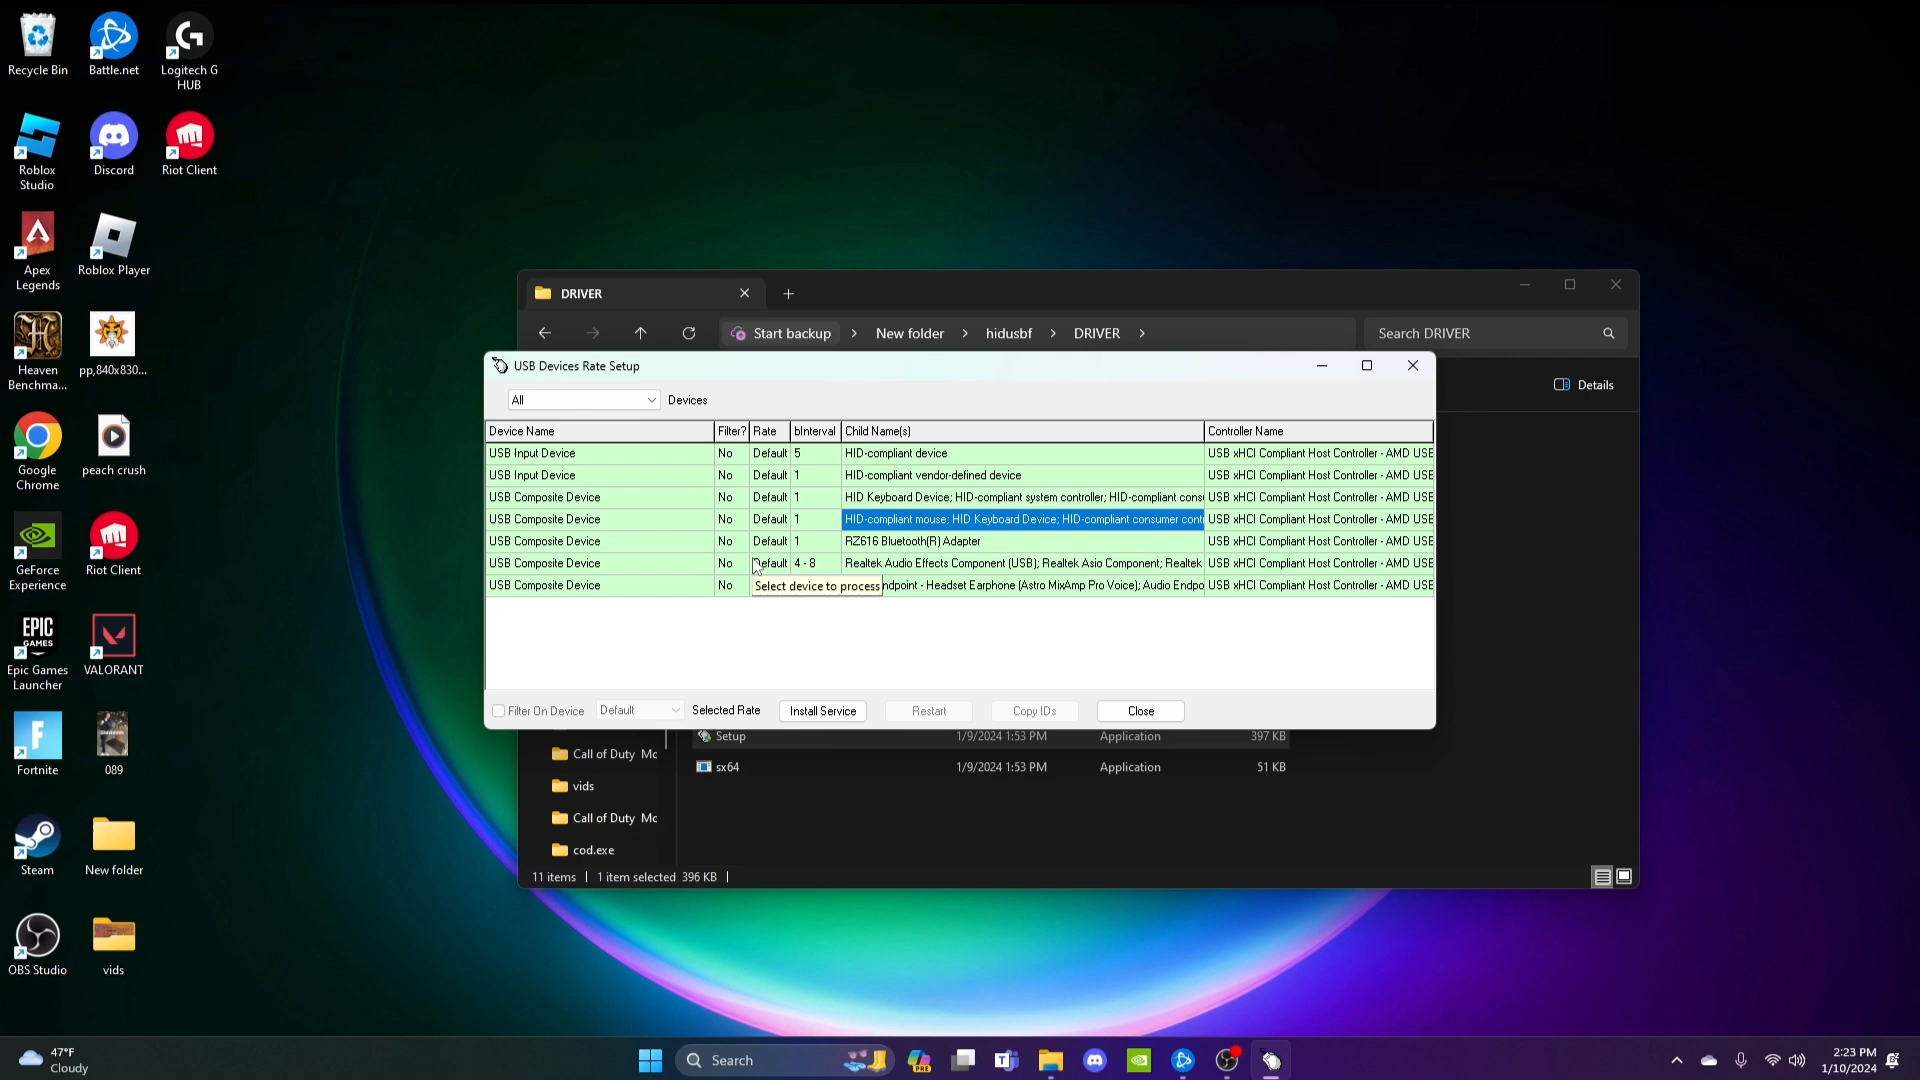 Recycle Bin
Battle.net
Logitech G
HUB
Roblox
Studio
Discord
Riot Client
Apex
Legends
Roblox Player
Heaven
Benchma...
pp,840x830...
Google
Chrome
peach crush
GeForce
Experience
Riot Client
EPIC
GAMES
Epic Games
Launcher
VALORANT
Fortnite
089
Steam
New folder
OBS Studio
vids
DRIVER
Start backup > New folder > hidusbf > DRIVER >
Search DRIVER
Details
USB Devices Rate Setup
All
Devices
Device Name Filter? Rate bInterval Child Name(s) Controller Name
USB Input Device No Default 5 HID-compliant device USB xHCI Compliant Host Controller - AMD USB
USB Input Device No Default 1 HID-compliant vendor-defined device USB xHCI Compliant Host Controller - AMD USB
USB Composite Device No Default 1 HID Keyboard Device; HID-compliant system controller; HID-compliant consu USB xHCI Compliant Host Controller - AMD USB
USB Composite Device No Default 1 HID-compliant mouse; HID Keyboard Device; HID-compliant consumer contr USB xHCI Compliant Host Controller - AMD USB
USB Composite Device No Default 1 RZ616 Bluetooth(R) Adapter USB xHCI Compliant Host Controller - AMD USB
USB Composite Device No Default 4 - 8 Realtek Audio Effects Component (USB); Realtek Asio Component; Realtek USB xHCI Compliant Host Controller - AMD USB
USB Composite Device No ndpoint - Headset Earphone (Astro MixAmp Pro Voice); Audio Endpo USB xHCI Compliant Host Controller - AMD USB
Select device to process
Filter On Device
Default
Selected Rate
Install Service
Restart
Copy IDs
Close
Setup 1/9/2024 1:53 PM Application 397 KB
sx64 1/9/2024 1:53 PM Application 51 KB
Call of Duty Mc
vids
Call of Duty Mc
cod.exe
11 items | 1 item selected 396 KB |
47°F
Cloudy
Search
PRE
2:23 PM
1/10/2024